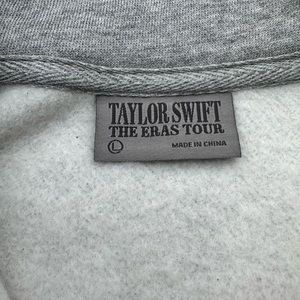 TAYLOR SWIFT
THE ERAS TOUR
L MADE IN CHINA